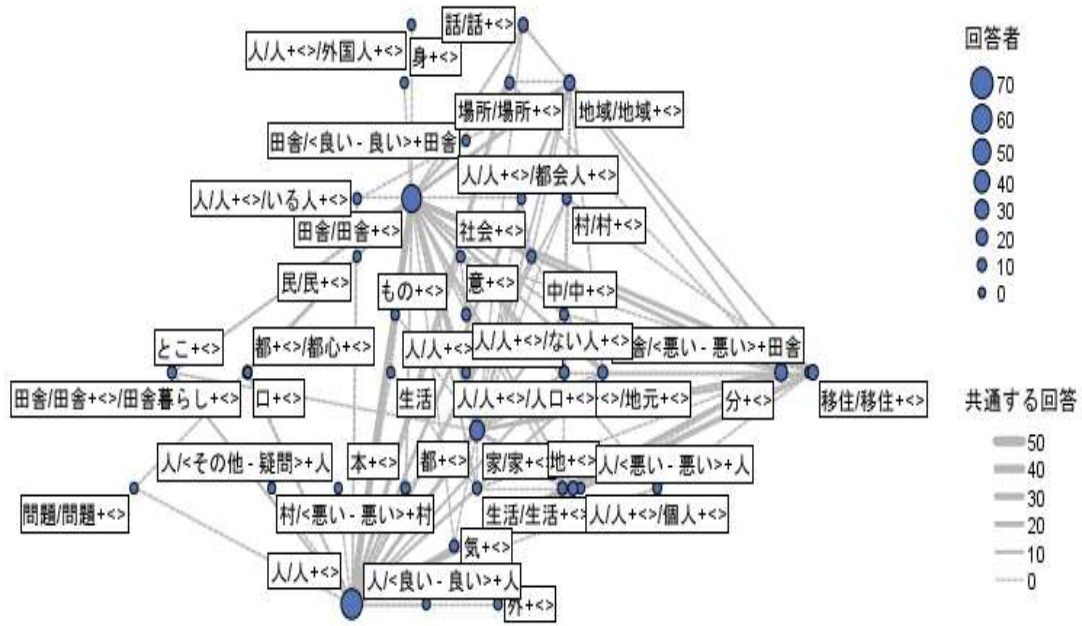 話/話+<>
人/人+<>/外国人+<>
身+<>
場所/場所+<>
地域/地域+<>
田舎/<良い - 良い>+田舎
人/人+<>/都会人+<>
人/人+<>/いる人+<>
田舎/田舎+<>
社会+<>
村/村+<>
民/民+<>
もの+<>
意+<>
中/中+<>
とこ+<>
都+<>/都心+<>
人/人+<>
人/人+<>/ない人+<>
舎/<悪い - 悪い>+田舎
田舎/田舎+<>/田舎暮らし+<>
口+<>
生活
人/人+<>/人口+<>
<>/地元+<>
分+<>
移住/移住+<>
人/<その他 - 疑問>+人
本+<>
都+<>
家/家+<>
地+<>
人/<悪い - 悪い>+人
問題/問題+<>
村/<悪い - 悪い>+村
生活/生活+<>
人/人+<>/個人+<>
気+<>
人/人+<>
人/<良い - 良い>+人
外+<>
回答者
70
60
50
40
30
20
10
0
共通する回答
50
40
30
20
10
0